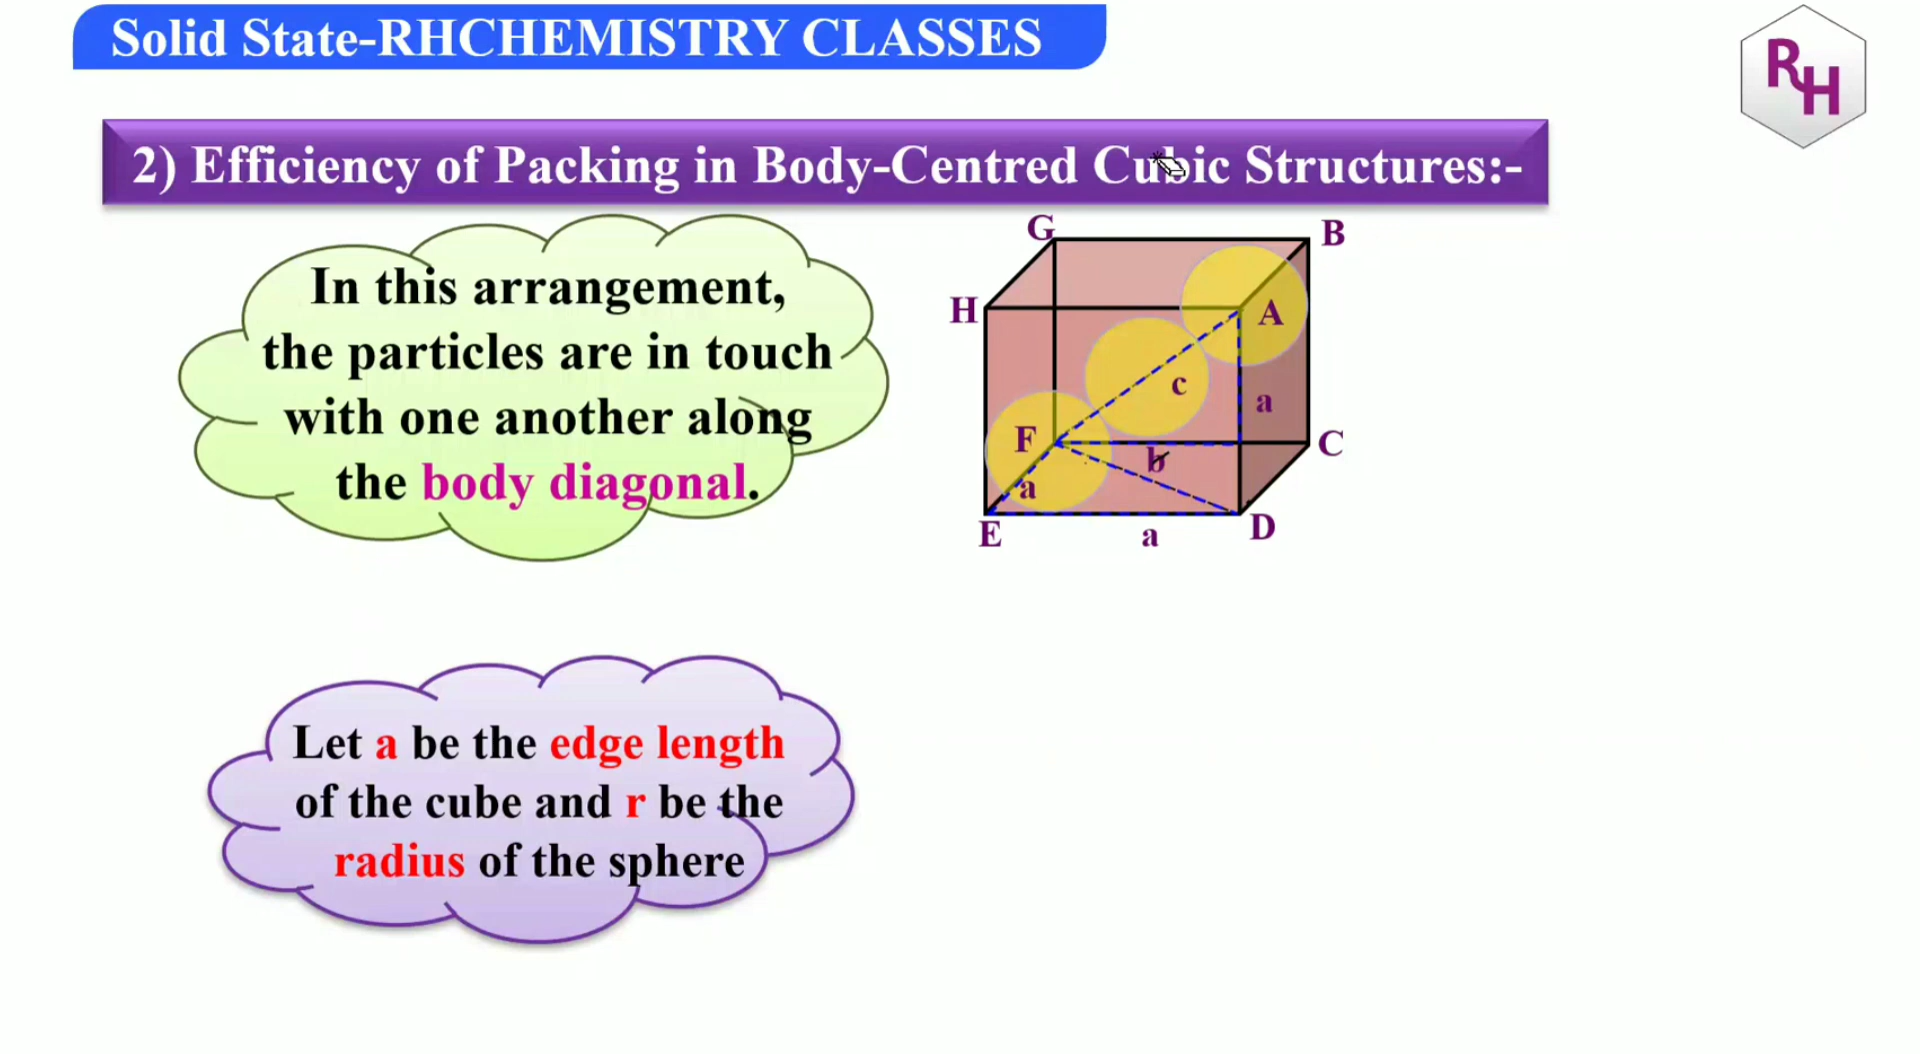 Solid State-RHCHEMISTRY CLASSES
RH
2) Efficiency of Packing in Body-Centred Cubic Structures:-
In this arrangement,
the particles are in touch
with one another along
the body diagonal.
G
B
H
A
c
a
F
C
b
a
E
D
a
Let a be the edge length
of the cube and r be the
radius of the sphere